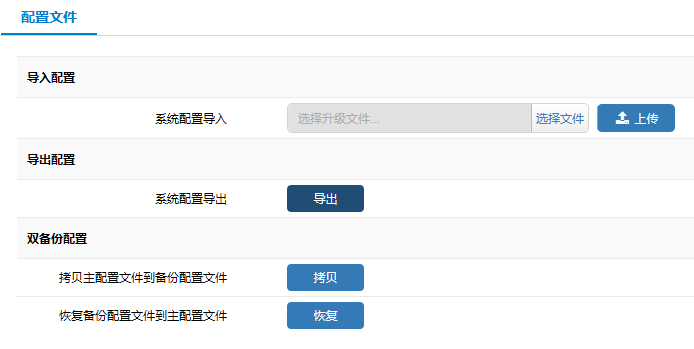 配置文件
导入配置
系统配置导入 选择升级文件... 选择文件 上传
导出配置
系统配置导出 导出
双备份配置
拷贝主配置文件到备份配置文件 拷贝
恢复备份配置文件到主配置文件 恢复